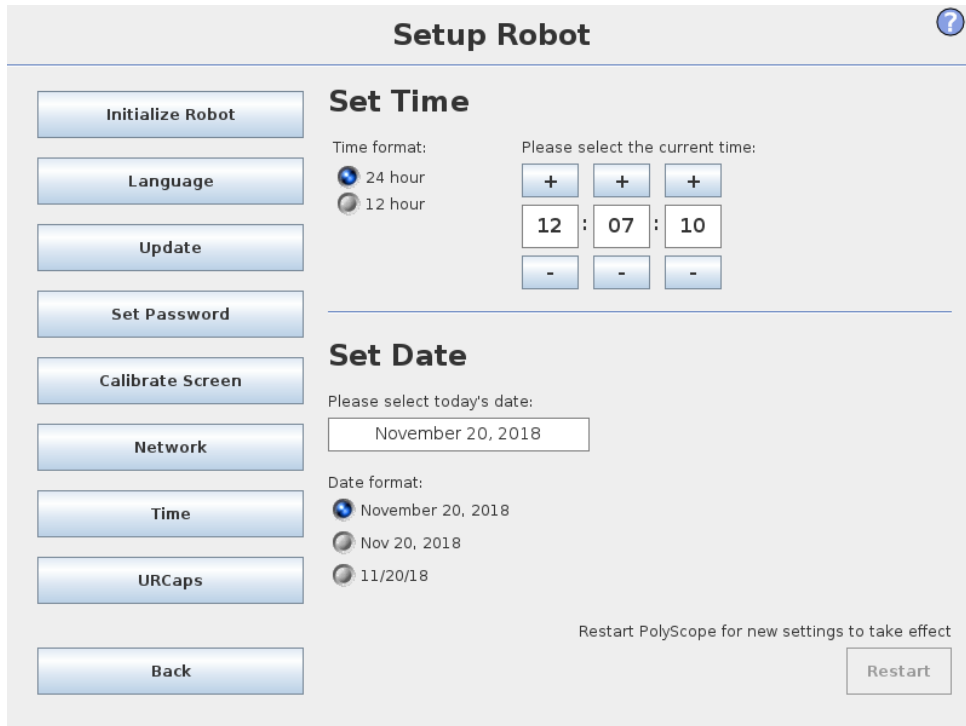 Setup Robot
?
Initialize Robot
Language
Update
Set Password
Calibrate Screen
Network
Time
URCaps
Back
Set Time
Time format:
24 hour
12 hour
Please select the current time:
+ + +
12 : 07 : 10
- - -
Set Date
Please select today's date:
November 20, 2018
Date format:
November 20, 2018
Nov 20, 2018
11/20/18
Restart PolyScope for new settings to take effect
Restart